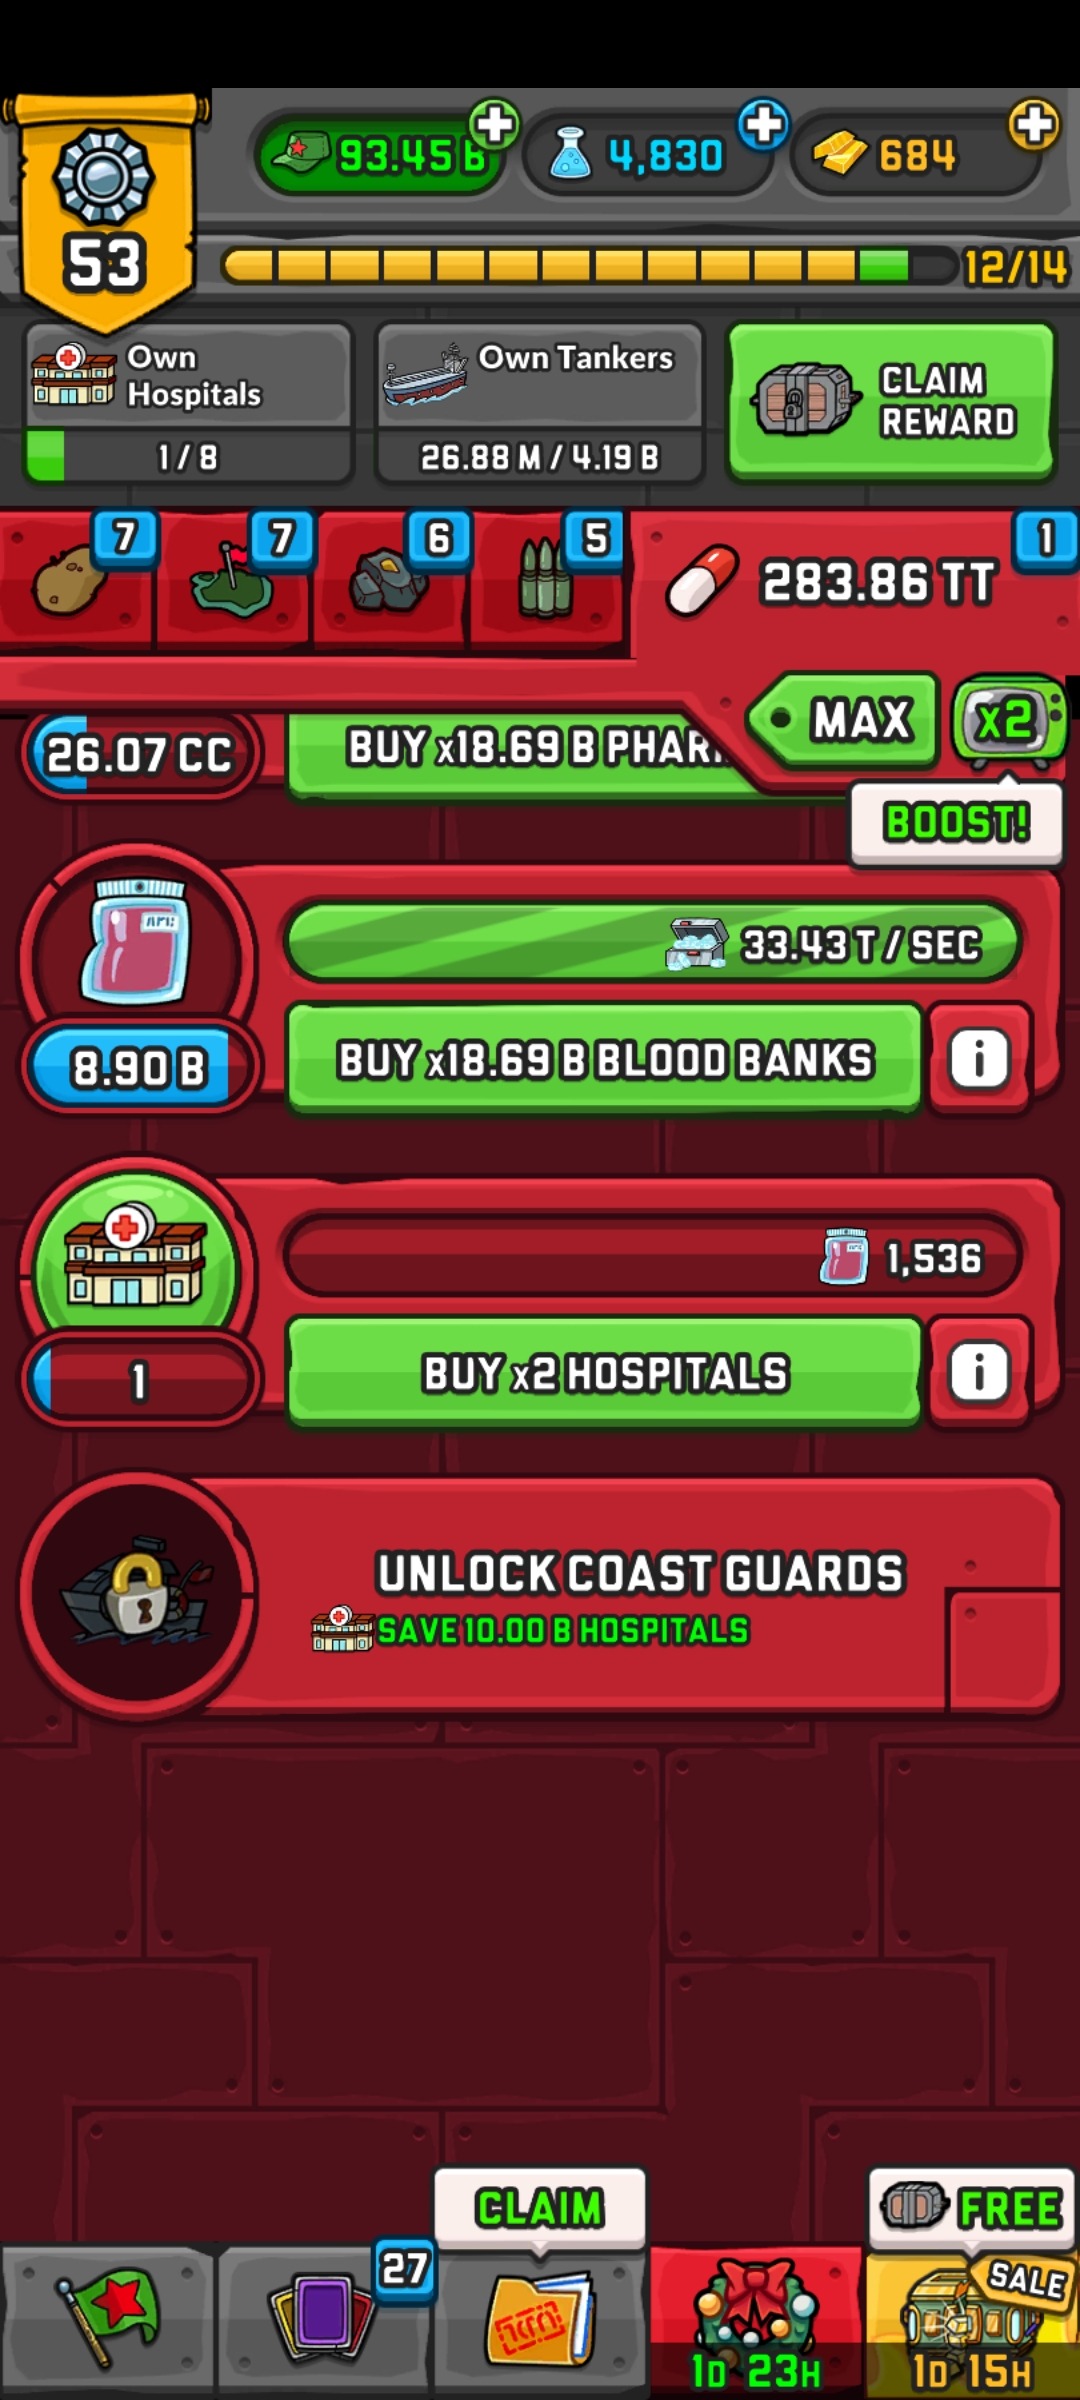 93.45 B
4,830
684
53
12/14
Own
Hospitals
1 / 8
Own Tankers
26.88 M / 4.19 B
CLAIM
REWARD
7
7
6
5
283.86 TT
1
MAX
x2
BOOST!
26.07 CC
BUY x18.69 B PHAR
33.43 T / SEC
8.90 B
BUY x18.69 B BLOOD BANKS
i
1,536
1
BUY x2 HOSPITALS
i
UNLOCK COAST GUARDS
SAVE 10.00 B HOSPITALS
CLAIM
FREE
27
SALE
1D 23H
1D 15H